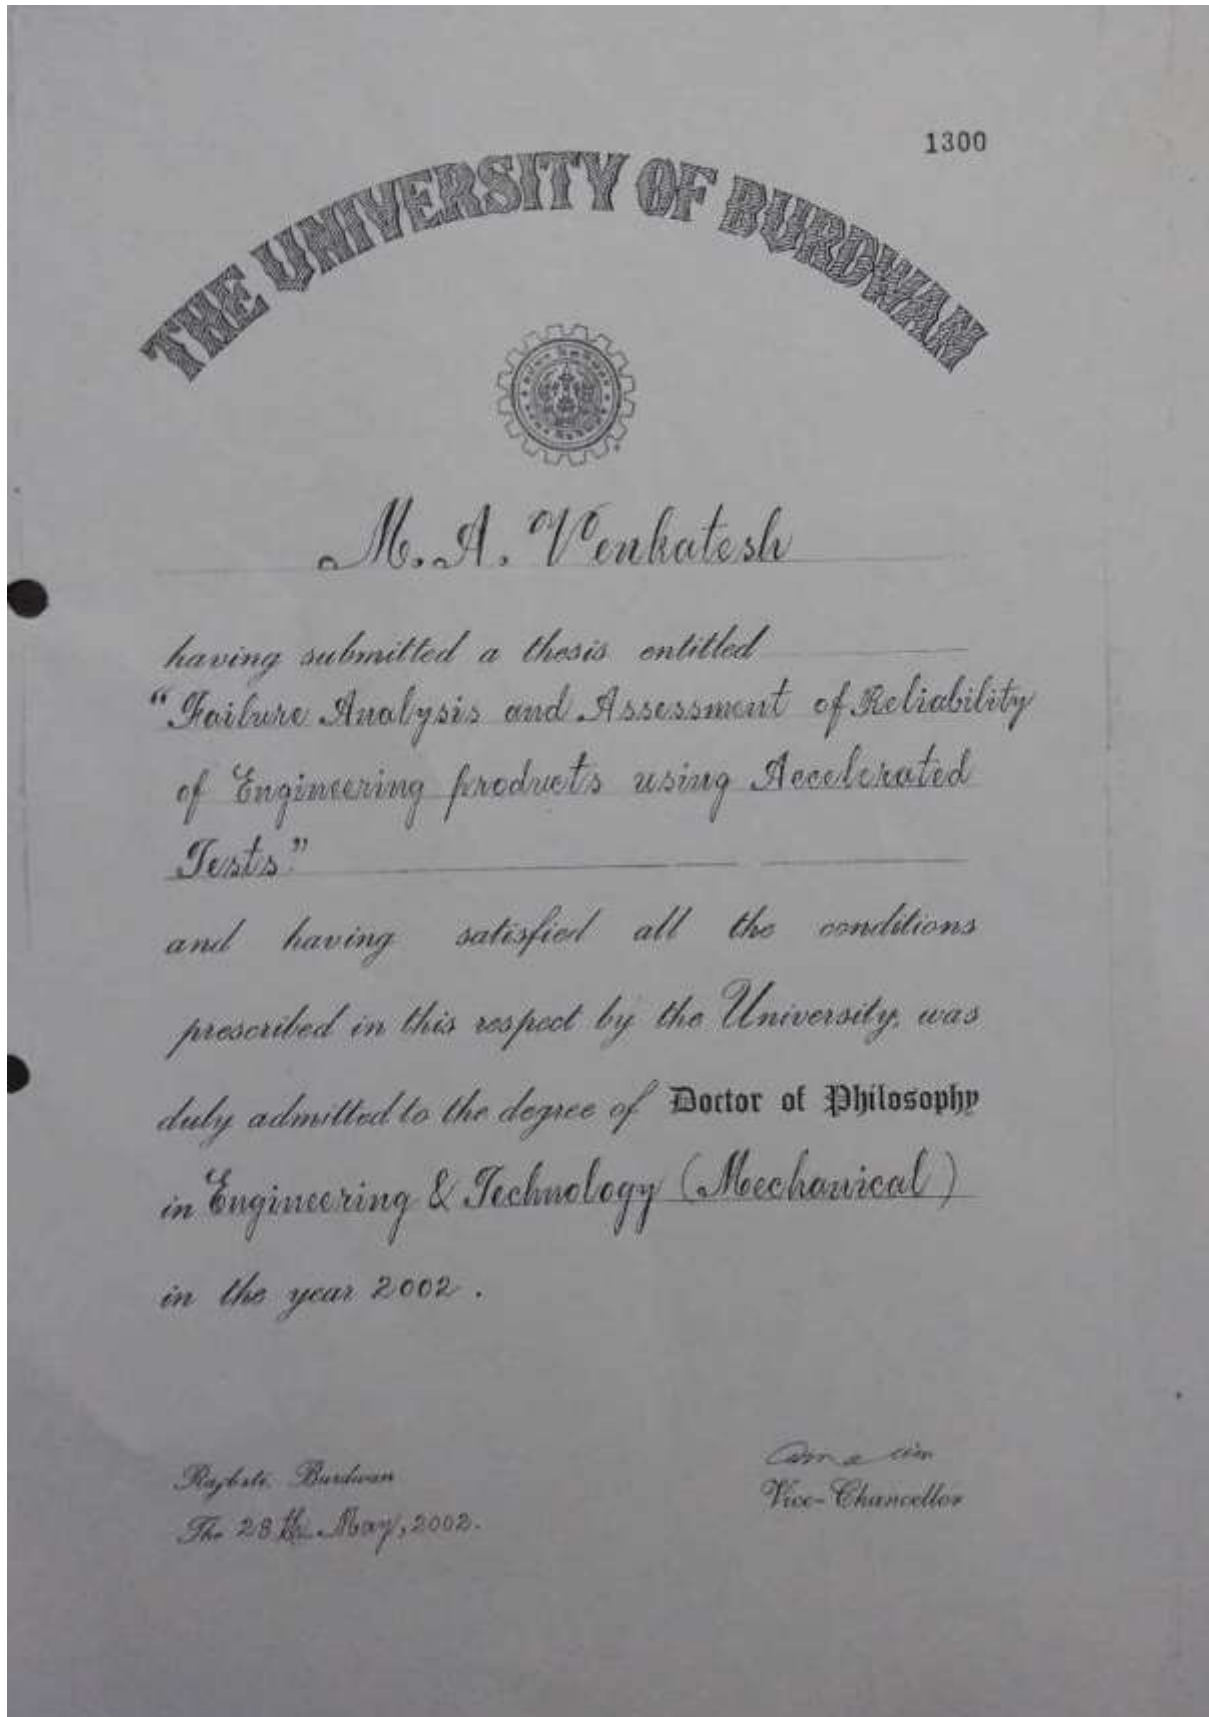 1300
THE UNIVERSITY OF BURDWAN
M. A. Venkatesh
having submitted a thesis entitled
“Failure Analysis and Assessment of Reliability
of Engineering products using Accelerated
Tests”
and having satisfied all the conditions
prescribed in this respect by the University, was
duly admitted to the degree of Doctor of Philosophy
in Engineering & Technology (Mechanical)
in the year 2002.
Rajbati, Burdwan
Vice-Chancellor
The 28th May, 2002.